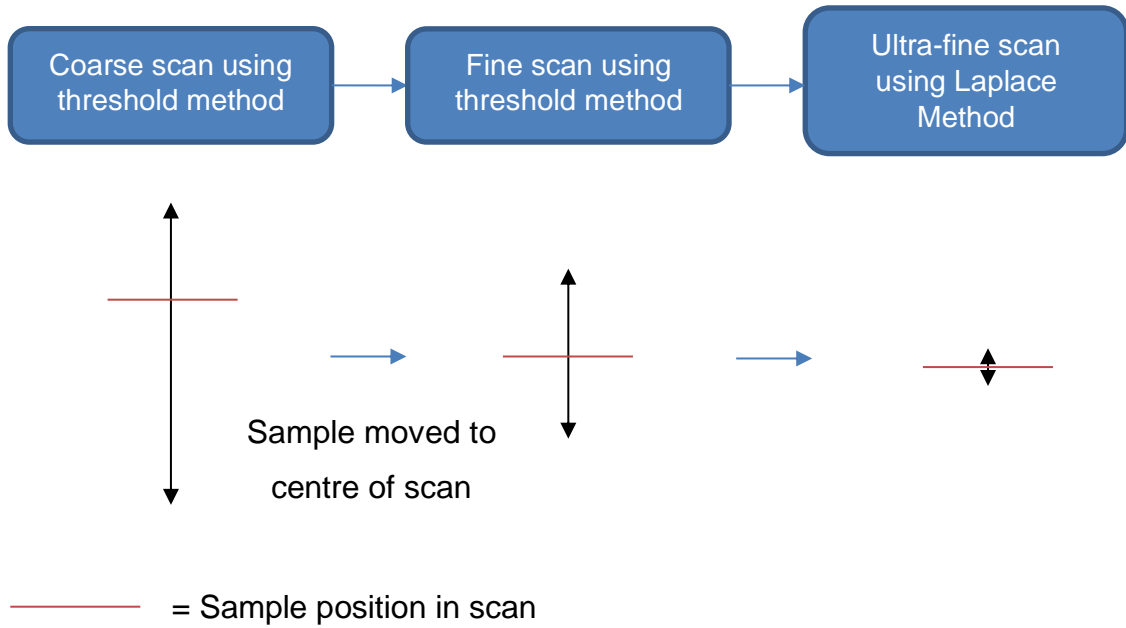 Coarse scan using
threshold method
Fine scan using
threshold method
Ultra-fine scan
using Laplace
Method
Sample moved to
centre of scan
= Sample position in scan